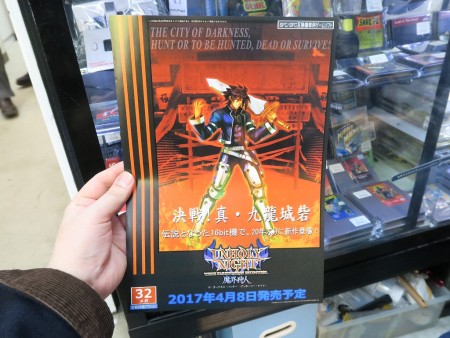 THE CITY OF DARKNESS,
HUNT OR TO BE HUNTED, DEAD OR SURVIVE!
決戦!真・九龍城砦
伝説となった16bit機で、20年ぶりに新作登場!
UNHOLY
NIGHT
魔界狩人
32
2017年4月8日発売予定